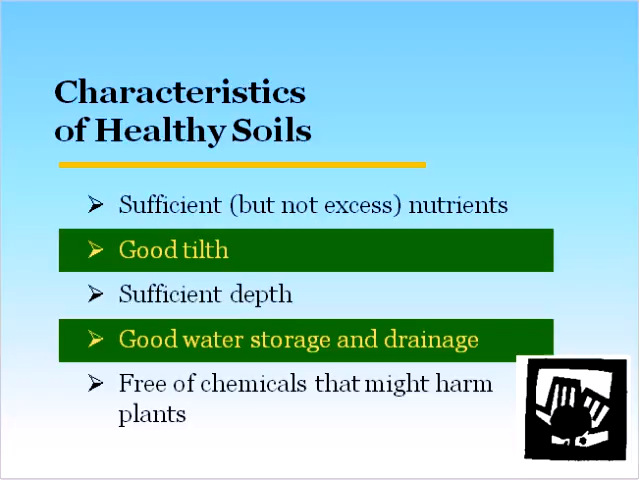 Characteristics
of Healthy Soils
Sufficient (but not excess) nutrients
Good tilth
Sufficient depth
Good water storage and drainage
Free of chemicals that might harm
plants